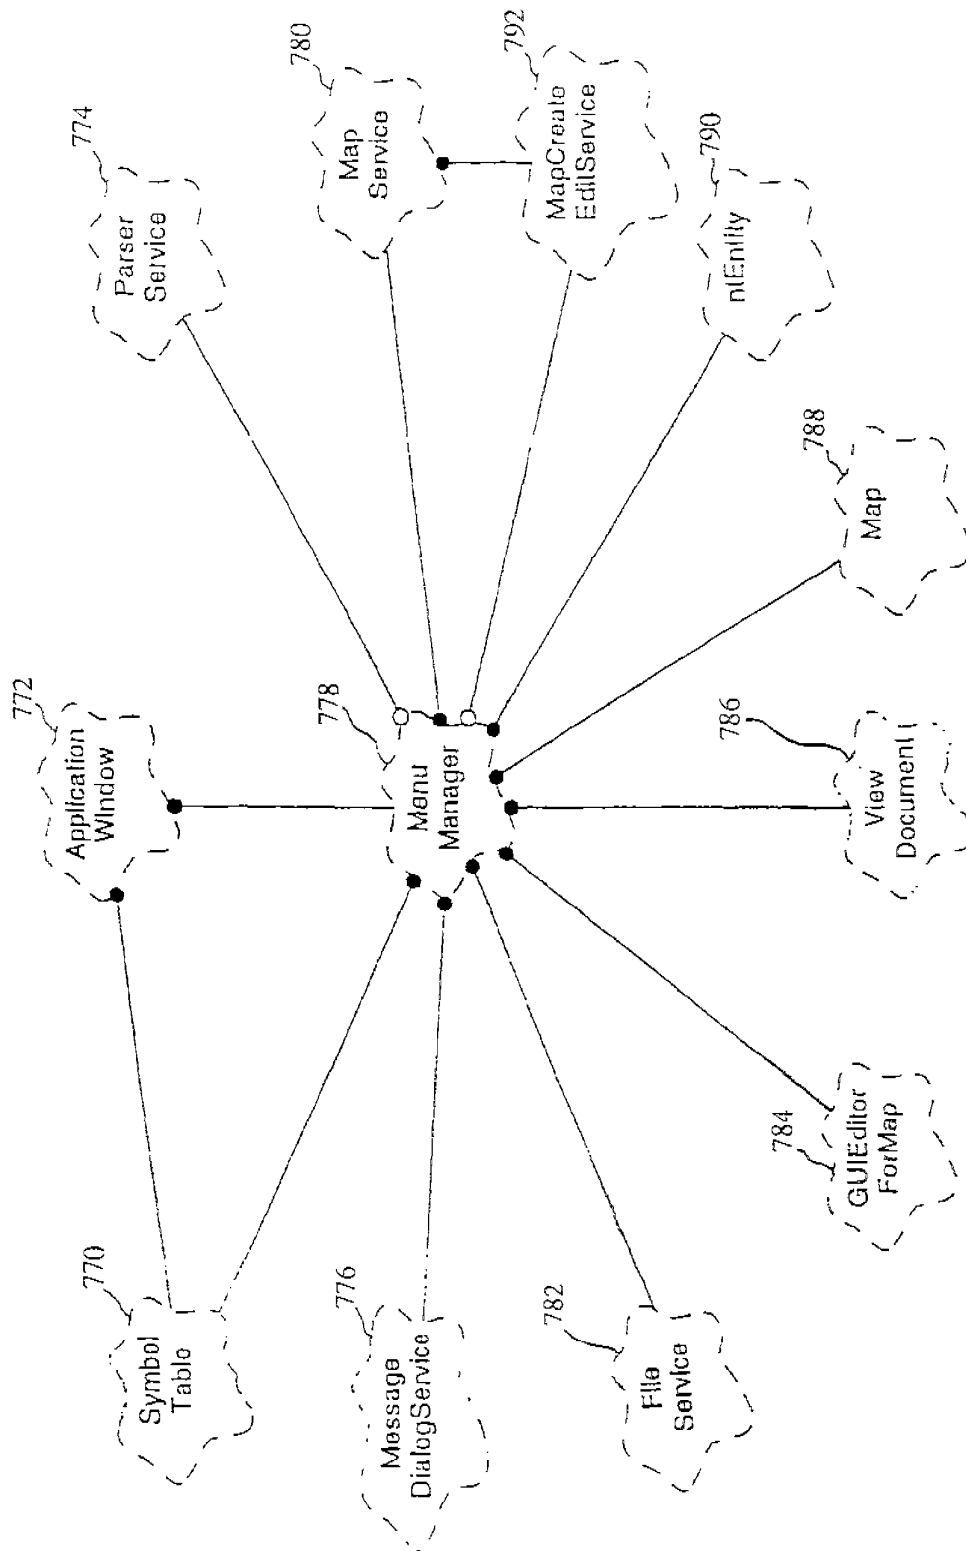 770
Symbol
Table
772
Application
Window
774
Parser
Service
776
Message
DialogService
778
Menu
Manager
780
Map
Service
792
MapCreate
EditService
782
File
Service
790
ntEntity
784
GUIEditor
ForMap
786
View
Document
788
Map